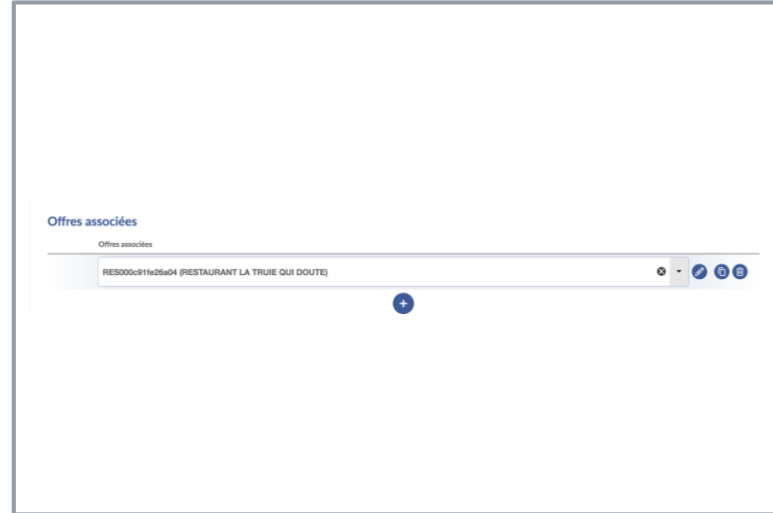 Offres associées
Offres associées
RES000c91fe26a04 (RESTAURANT LA TRUIE QUI DOUTE)